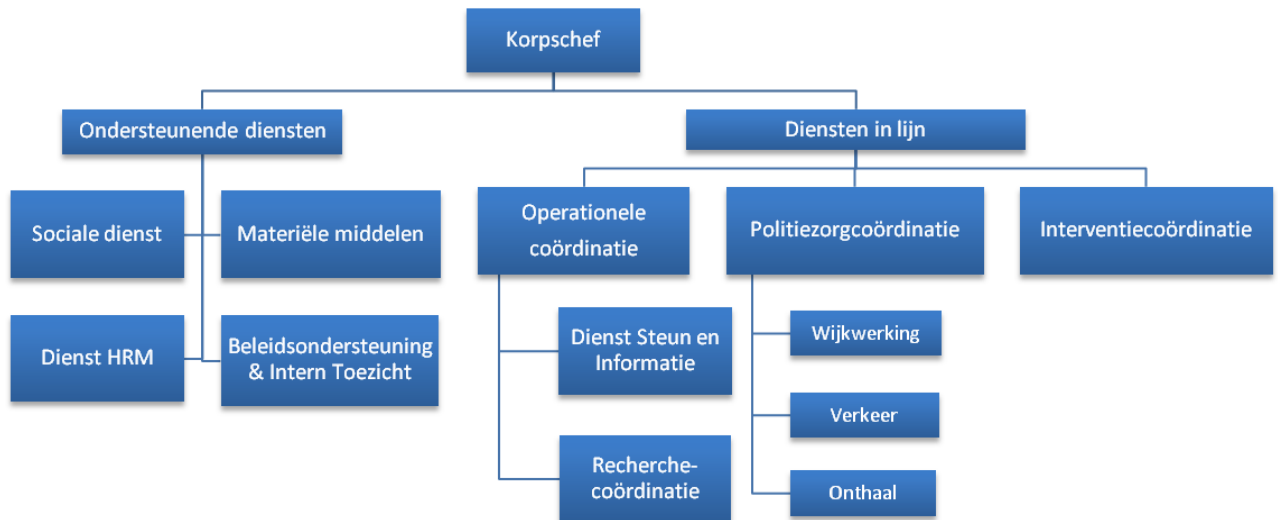 Korpschef
Ondersteunende diensten
Diensten in lijn
Sociale dienst
Materiële middelen
Operationele
coördinatie
Politiezorgcoördinatie
Interventiecoördinatie
Dienst HRM
Beleidsondersteuning
& Intern Toezicht
Dienst Steun en
Informatie
Wijkwerking
Verkeer
Recherche-
coördinatie
Onthaal